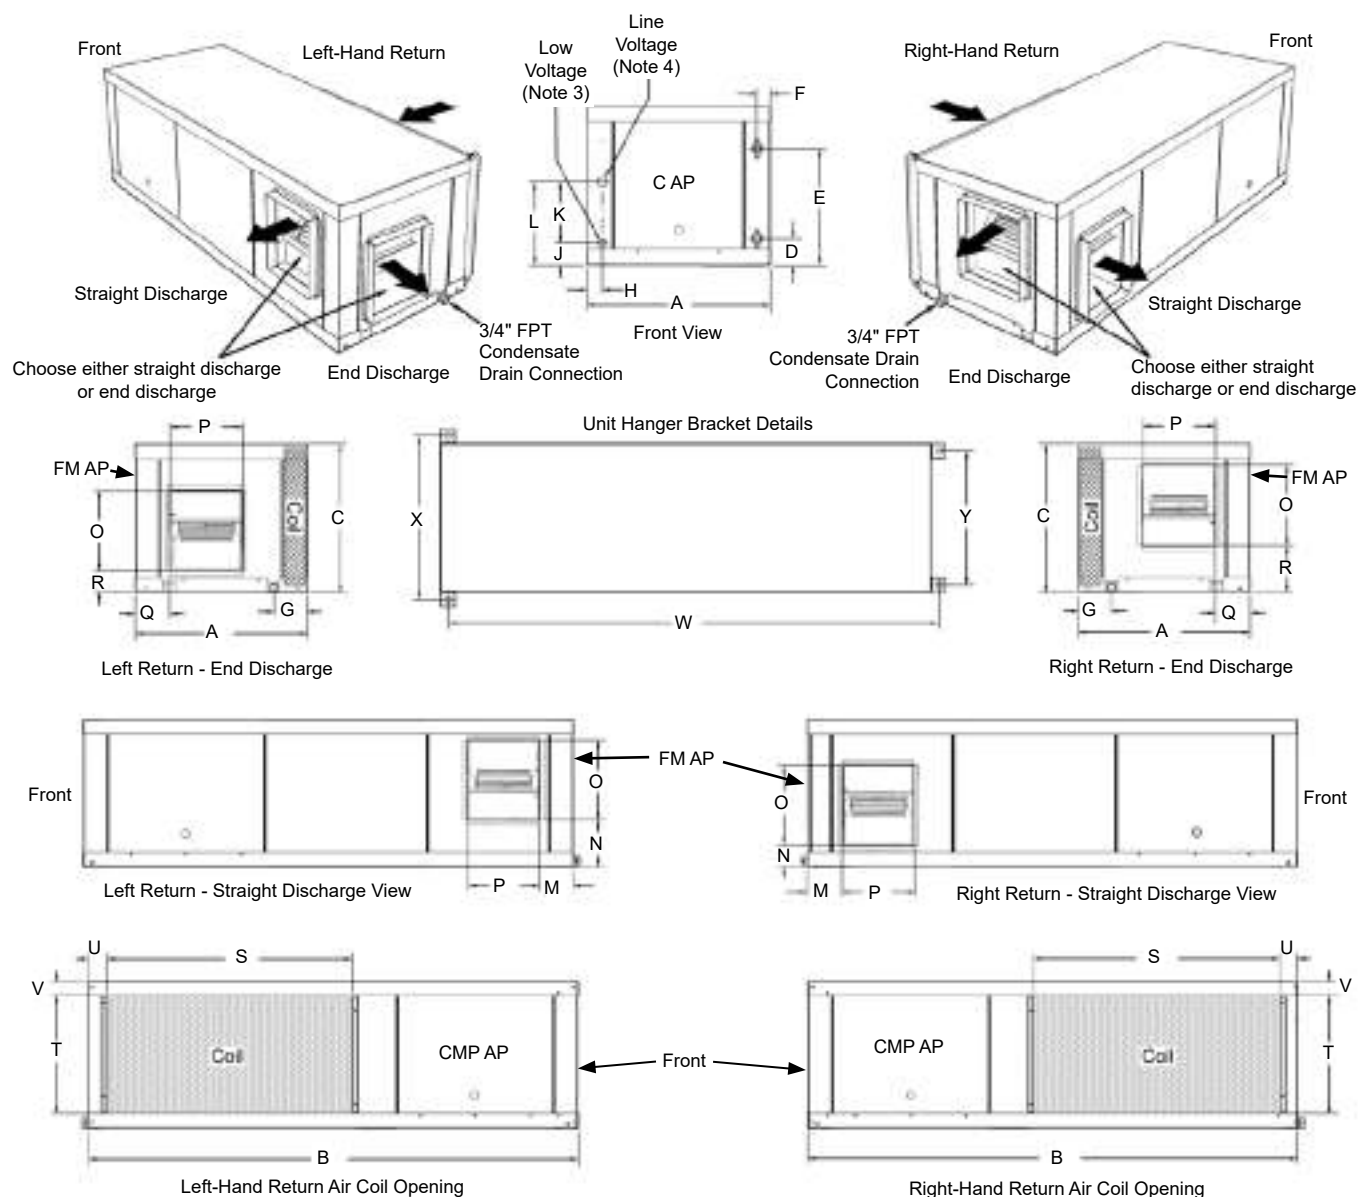 Front
Left-Hand Return
Low
Voltage
(Note 3)
Line
Voltage
(Note 4)
F
Right-Hand Return
Front
C AP
E
L
K
J
D
H
A
Front View
Straight Discharge
Choose either straight discharge
or end discharge
End Discharge
3/4" FPT
Condensate
Drain Connection
3/4" FPT
Condensate Drain
Connection
End Discharge
Straight Discharge
Choose either straight
discharge or end discharge
P
FM AP
O
R
Q
G
A
C
Coil
Left Return - End Discharge
Unit Hanger Bracket Details
X
Y
W
P
FM AP
C
Coil
O
R
G
Q
A
Right Return - End Discharge
Front
O
N
P
M
Left Return - Straight Discharge View
FM AP
O
N
M
P
Front
Right Return - Straight Discharge View
U
S
V
T
Coil
CMP AP
B
Left-Hand Return Air Coil Opening
Front
S
U
V
T
CMP AP
Coil
B
Right-Hand Return Air Coil Opening